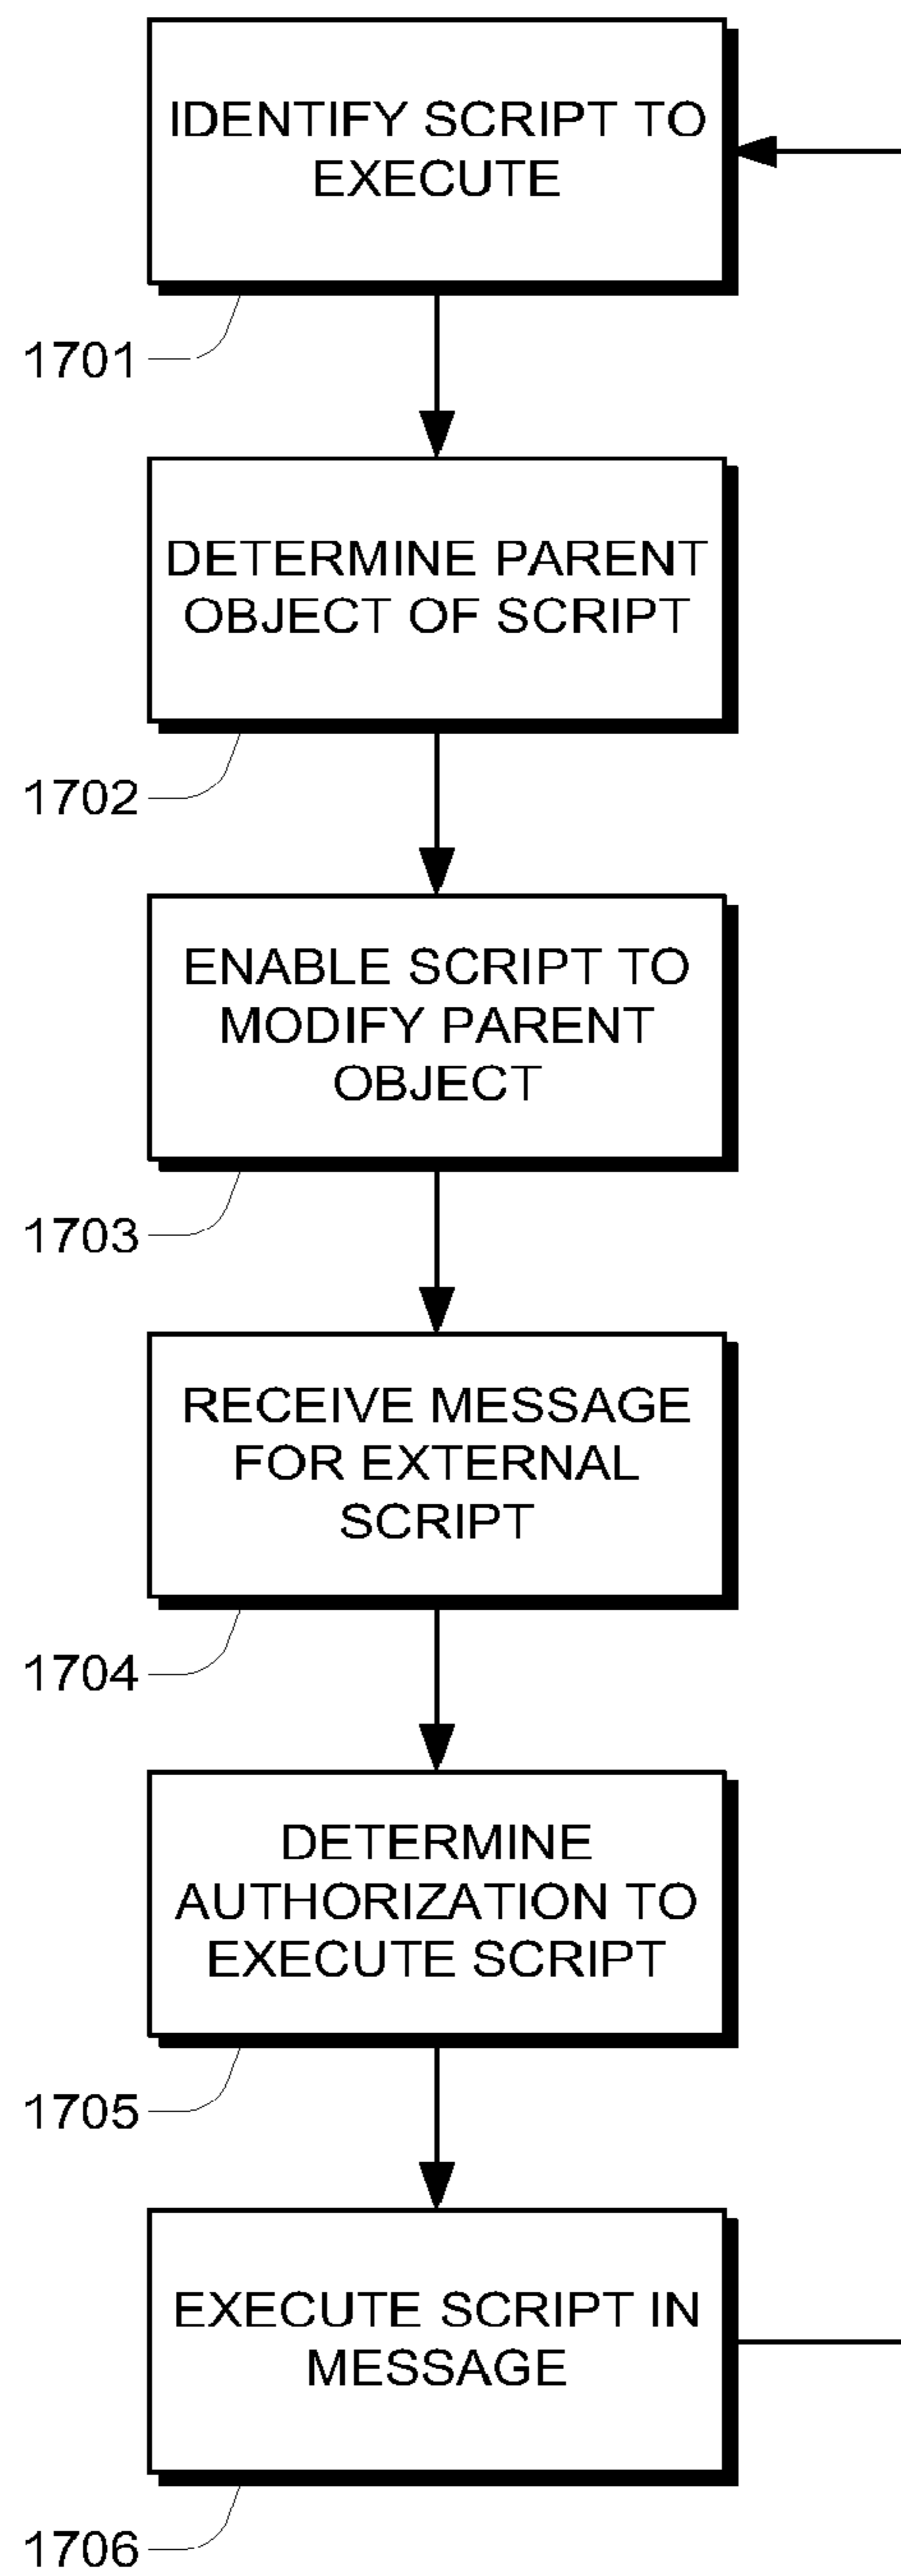 IDENTIFY SCRIPT TO
EXECUTE
1701
DETERMINE PARENT
OBJECT OF SCRIPT
1702
ENABLE SCRIPT TO
MODIFY PARENT
OBJECT
1703
RECEIVE MESSAGE
FOR EXTERNAL
SCRIPT
1704
DETERMINE
AUTHORIZATION TO
EXECUTE SCRIPT
1705
EXECUTE SCRIPT IN
MESSAGE
1706